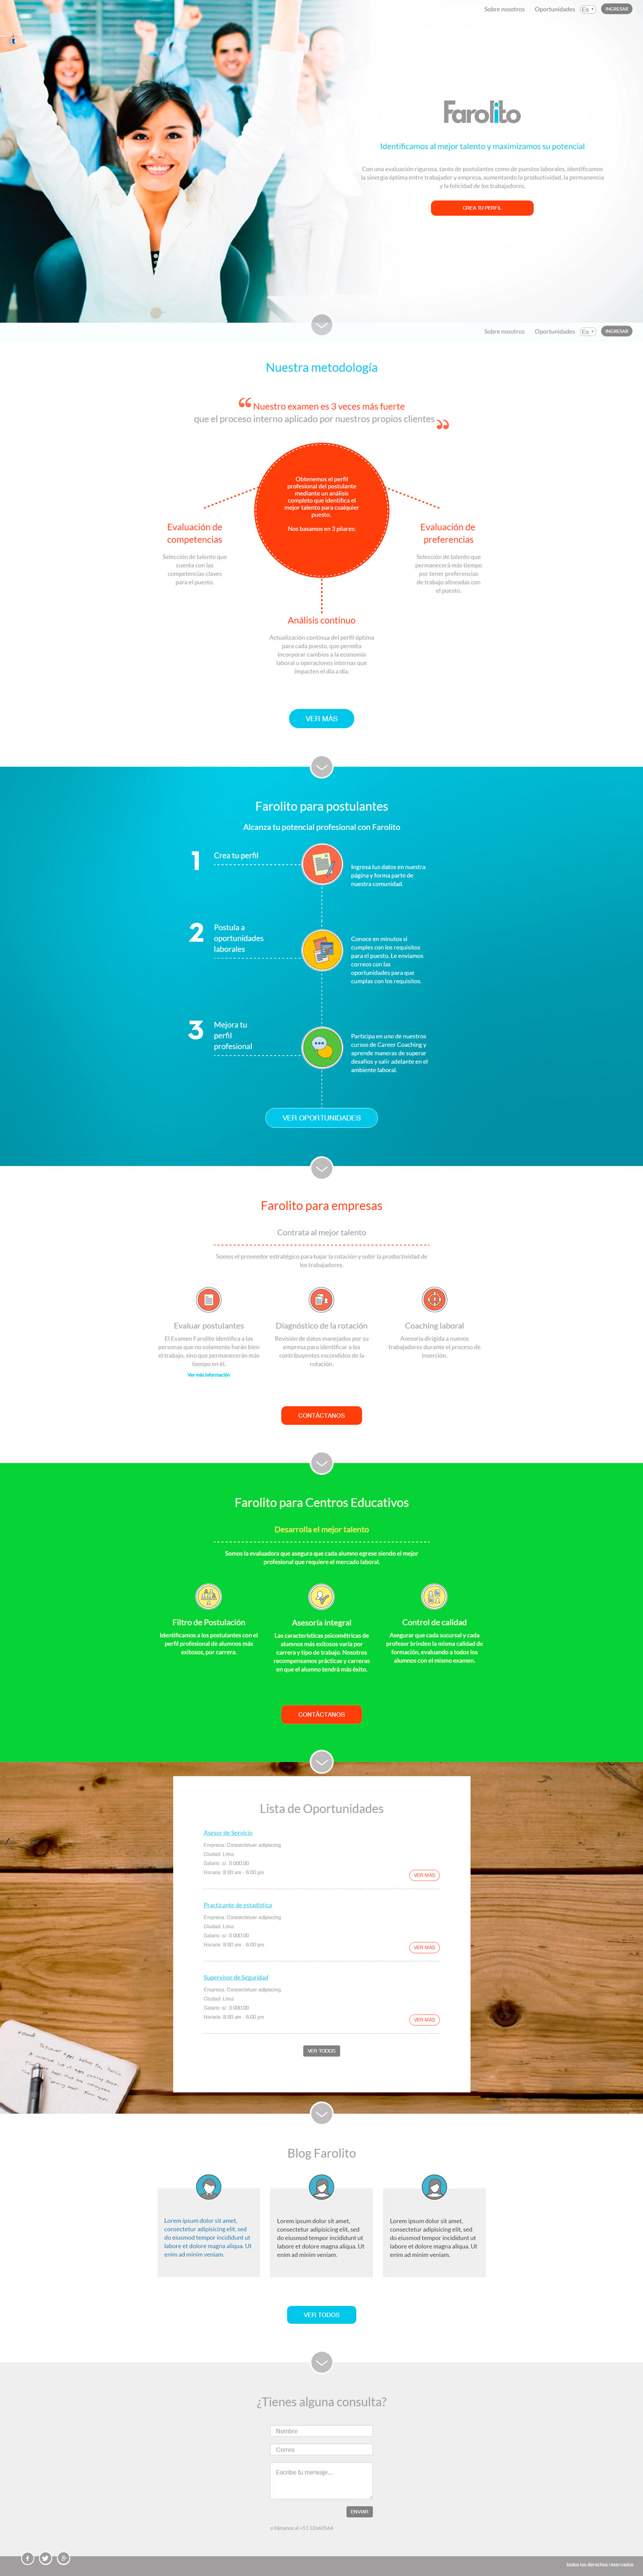 Sobre nosotros Oportunidades Es INGRESAR
Farolito
Identificamos al mejor talento y maximizamos su potencial
Con una evaluación rigurosa, tanto de postulantes como de puestos laborales, identificamos
la sinergia óptima entre trabajador y empresa, aumentando la productividad, la permanencia
y la felicidad de los trabajadores.
CREA TU PERFIL
Sobre nosotros Oportunidades Es INGRESAR
Nuestra metodología
“ Nuestro examen es 3 veces más fuerte
que el proceso interno aplicado por nuestros propios clientes ”
Obtenemos el perfil
profesional del postulante
mediante un análisis
completo que identifica el
mejor talento para cualquier
puesto.
Nos basamos en 3 pilares:
Evaluación de
competencias
Selección de talento que
cuenta con las
competencias claves
para el puesto.
Evaluación de
preferencias
Selección de talento que
permanecerá más tiempo
por tener preferencias
de trabajo alineadas con
el puesto.
Análisis continuo
Actualización continua del perfil óptima
para cada puesto, que permita
incorporar cambios a la economía
laboral u operaciones internas que
impacten el día a día.
VER MÁS
Farolito para postulantes
Alcanza tu potencial profesional con Farolito
1 Crea tu perfil
Ingresa tus datos en nuestra
página y forma parte de
nuestra comunidad.
2 Postula a
oportunidades
laborales
Conoce en minutos si
cumples con los requisitos
para el puesto. Le enviamos
correos con las
oportunidades para que
cumplas con los requisitos.
3 Mejora tu
perfil
profesional
Participa en uno de nuestros
cursos de Career Coaching y
aprende maneras de superar
desafíos y salir adelante en el
ambiente laboral.
VER OPORTUNIDADES
Farolito para empresas
Contrata al mejor talento
Somos el proveedor estratégico para bajar la rotación y subir la productividad de
los trabajadores.
Evaluar postulantes
El Examen Farolito identifica a las
personas que no solamente harán bien
el trabajo, sino que permanecerán más
tiempo en él.
Ver más información
Diagnóstico de la rotación
Revisión de datos manejados por su
empresa para identificar a los
contribuyentes escondidos de la
rotación.
Coaching laboral
Asesoría dirigida a nuevos
trabajadores durante el proceso de
inserción.
CONTÁCTANOS
Farolito para Centros Educativos
Desarrolla el mejor talento
Somos la evaluadora que asegura que cada alumno egrese siendo el mejor
profesional que requiere el mercado laboral.
Filtro de Postulación
Identificamos a los postulantes con el
perfil profesional de alumnos más
exitosos, por carrera.
Asesoría integral
Las características psicométricas de
alumnos más exitosos varía por
carrera y tipo de trabajo. Nosotros
recompensamos prácticas y carreras
en que el alumno tendrá más éxito.
Control de calidad
Asegurar que cada sucursal y cada
profesor brinden la misma calidad de
formación, evaluando a todos los
alumnos con el mismo examen.
CONTÁCTANOS
Lista de Oportunidades
Asesor de Servicio
Empresa: Consectetuer adipiscing
Ciudad: Lima
Salario: s/. 0.000.00
Horario: 8:00 am - 6:00 pm
VER MÁS
Practicante de estadística
Empresa: Consectetuer adipiscing
Ciudad: Lima
Salario: s/. 0.000.00
Horario: 8:00 am - 6:00 pm
VER MÁS
Supervisor de Seguridad
Empresa: Consectetuer adipiscing
Ciudad: Lima
Salario: s/. 0.000.00
Horario: 8:00 am - 6:00 pm
VER MÁS
VER TODOS
Blog Farolito
Lorem ipsum dolor sit amet,
consectetur adipisicing elit, sed
do eiusmod tempor incididunt ut
labore et dolore magna aliqua. Ut
enim ad minim veniam.
Lorem ipsum dolor sit amet,
consectetur adipisicing elit, sed
do eiusmod tempor incididunt ut
labore et dolore magna aliqua. Ut
enim ad minim veniam.
Lorem ipsum dolor sit amet,
consectetur adipisicing elit, sed
do eiusmod tempor incididunt ut
labore et dolore magna aliqua. Ut
enim ad minim veniam.
VER TODOS
¿Tienes alguna consulta?
Nombre
Correo
Escribe tu mensaje...
ENVIAR
o llámanos al +51 32680564
todos los derechos reservados